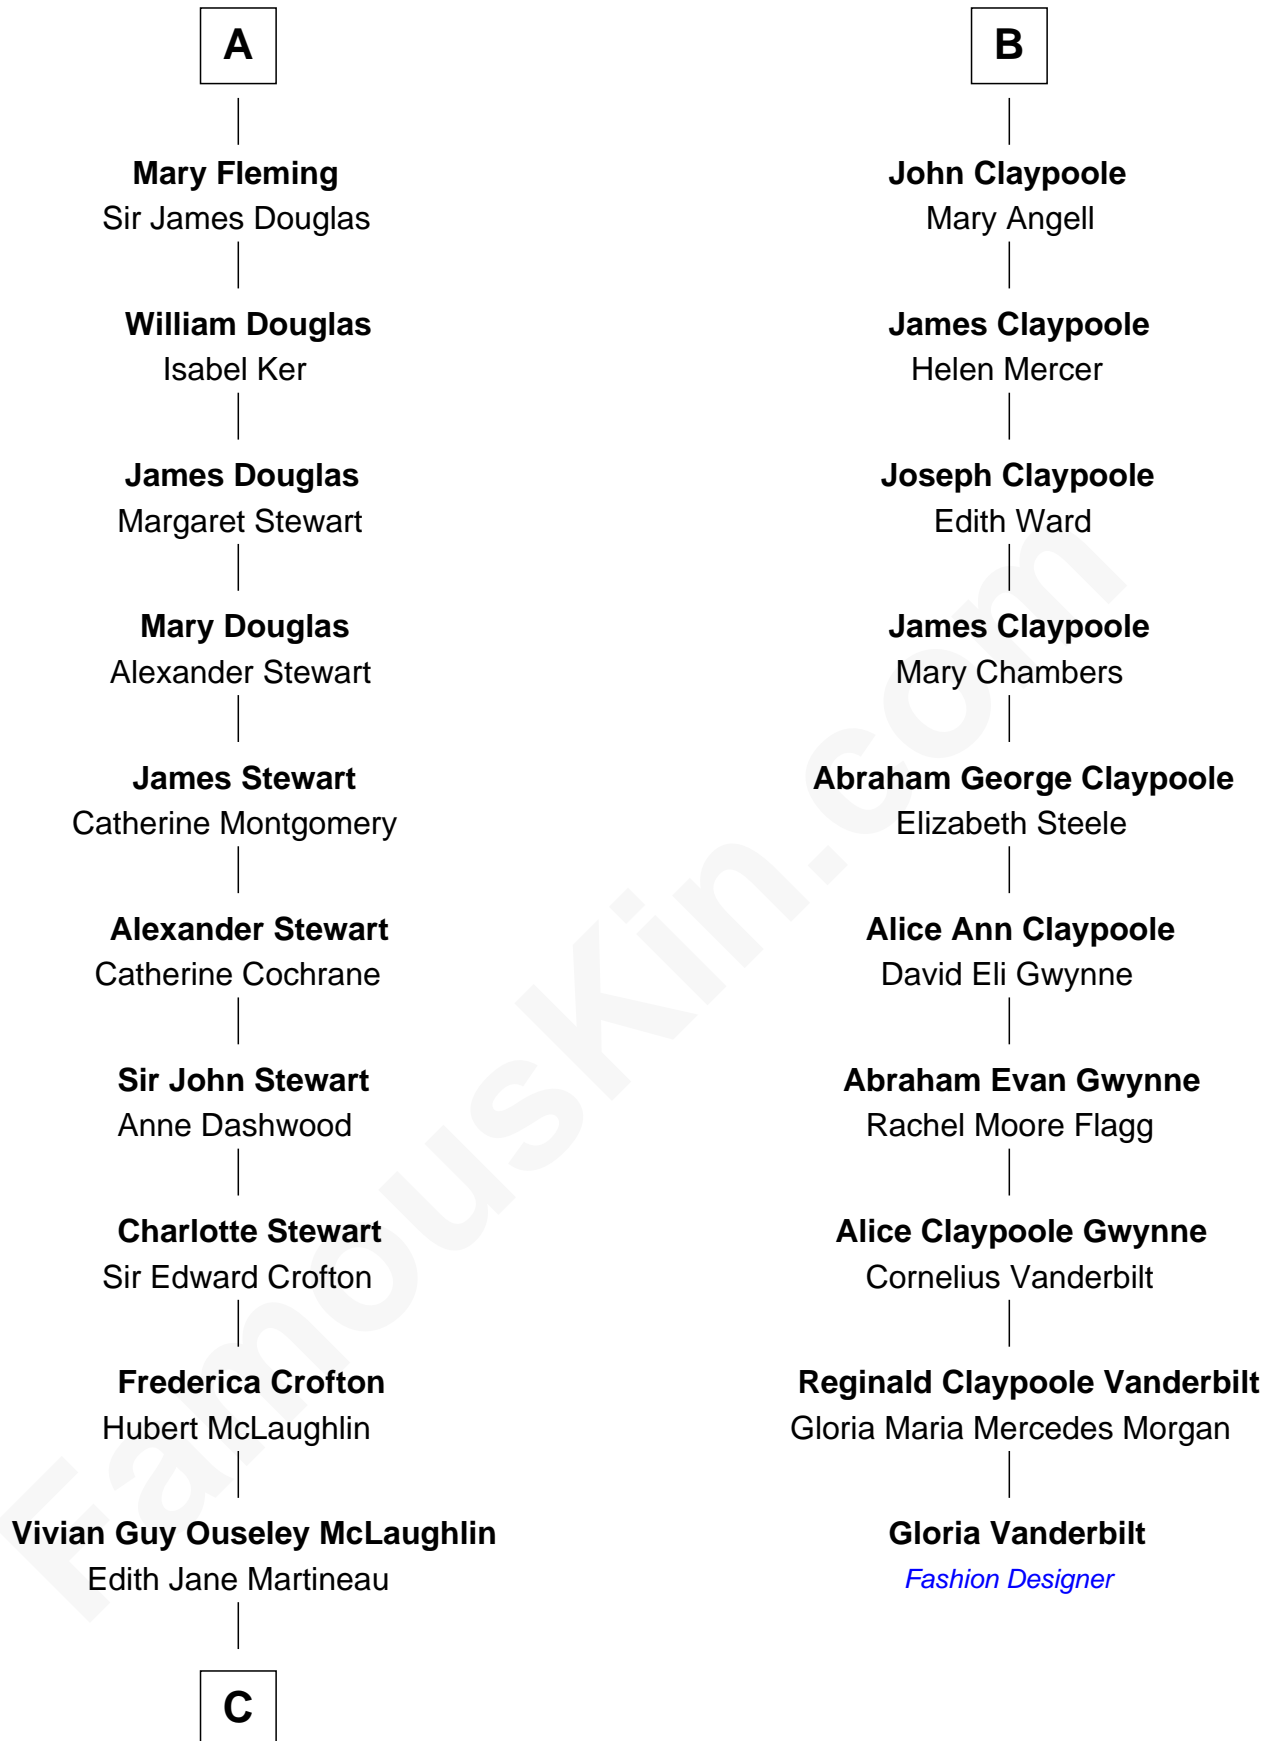 A
Mary Fleming
Sir James Douglas
William Douglas
Isabel Ker
James Douglas
Margaret Stewart
Mary Douglas
Alexander Stewart
James Stewart
Catherine Montgomery
Alexander Stewart
Catherine Cochrane
Sir John Stewart
Anne Dashwood
Charlotte Stewart
Sir Edward Crofton
Frederica Crofton
Hubert McLaughlin
Vivian Guy Ouseley McLaughlin
Edith Jane Martineau
C
B
John Claypoole
Mary Angell
James Claypoole
Helen Mercer
Joseph Claypoole
Edith Ward
James Claypoole
Mary Chambers
Abraham George Claypoole
Elizabeth Steele
Alice Ann Claypoole
David Eli Gwynne
Abraham Evan Gwynne
Rachel Moore Flagg
Alice Claypoole Gwynne
Cornelius Vanderbilt
Reginald Claypoole Vanderbilt
Gloria Maria Mercedes Morgan
Gloria Vanderbilt
Fashion Designer
FamousKin.com